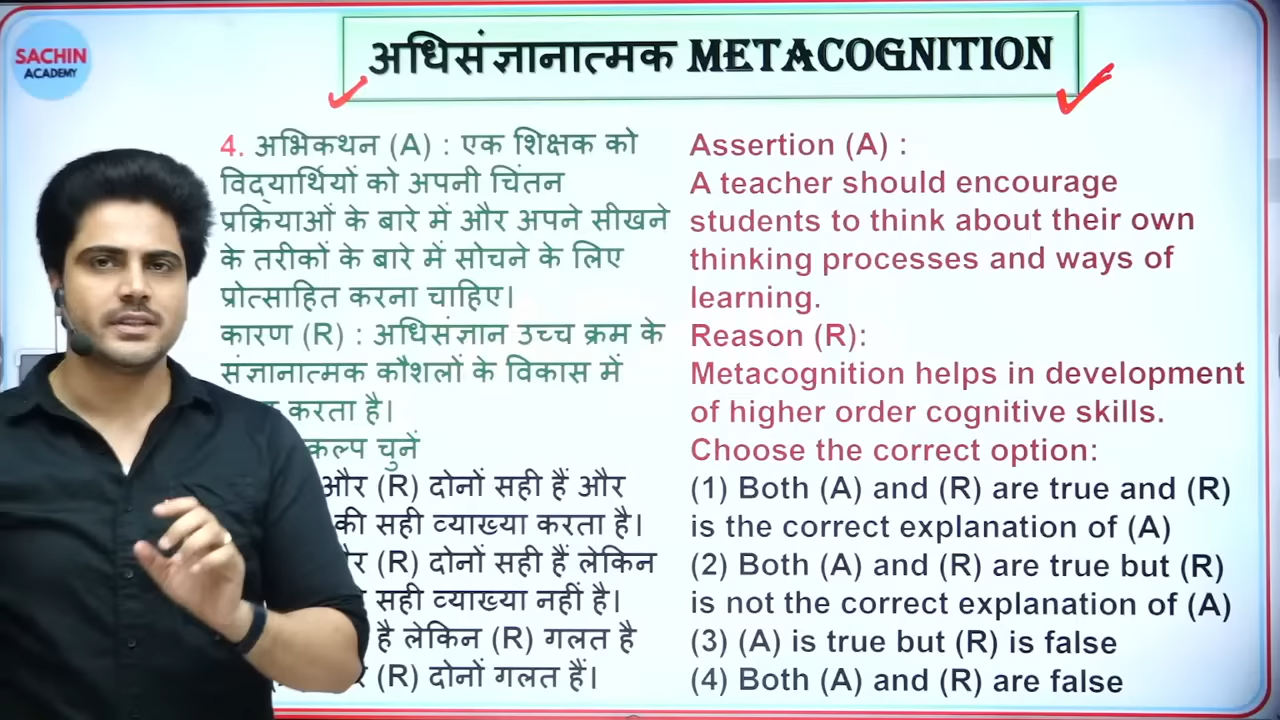 SACHIN
ACADEMY
अधिसंज्ञानात्मक METACOGNITION
4. अभिकथन (A) : एक शिक्षक को
विद्यार्थियों को अपनी चिंतन
प्रक्रियाओं के बारे में और अपने सीखने
के तरीकों के बारे में सोचने के लिए
प्रोत्साहित करना चाहिए।
कारण (R) : अधिसंज्ञान उच्च क्रम के
संज्ञानात्मक कौशलों के विकास में
करता है।
चुनें
और (R) दोनों सही हैं और
की सही व्याख्या करता है।
(R) दोनों सही हैं लेकिन
सही व्याख्या नहीं है।
है लेकिन (R) गलत है
(R) दोनों गलत हैं।
Assertion (A) :
A teacher should encourage
students to think about their own
thinking processes and ways of
learning.
Reason (R):
Metacognition helps in development
of higher order cognitive skills.
Choose the correct option:
(1) Both (A) and (R) are true and (R)
is the correct explanation of (A)
(2) Both (A) and (R) are true but (R)
is not the correct explanation of (A)
(3) (A) is true but (R) is false
(4) Both (A) and (R) are false